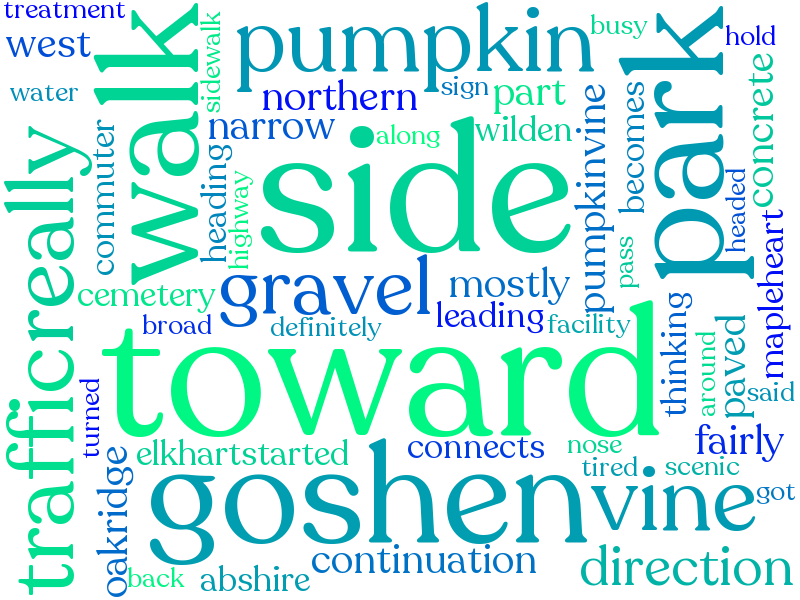 treatment
west
water
walk
sidewalk
pumpkin
busy
hold
park
northern
sign
part
narrow
along
wilden
pumpkinvine
becomes
concrete
commuter
heading
highway
side
headed
pass
trafficreally
gravel
mostly
cemetery
broad
definitely
leading
facility
mapleheart
thinking
around
paved
toward
said
turned
elkhartstarted
connects
nose
fairly
oakridge
tired
scenic
goshen
vine
got
back
abshire
continuation
direction